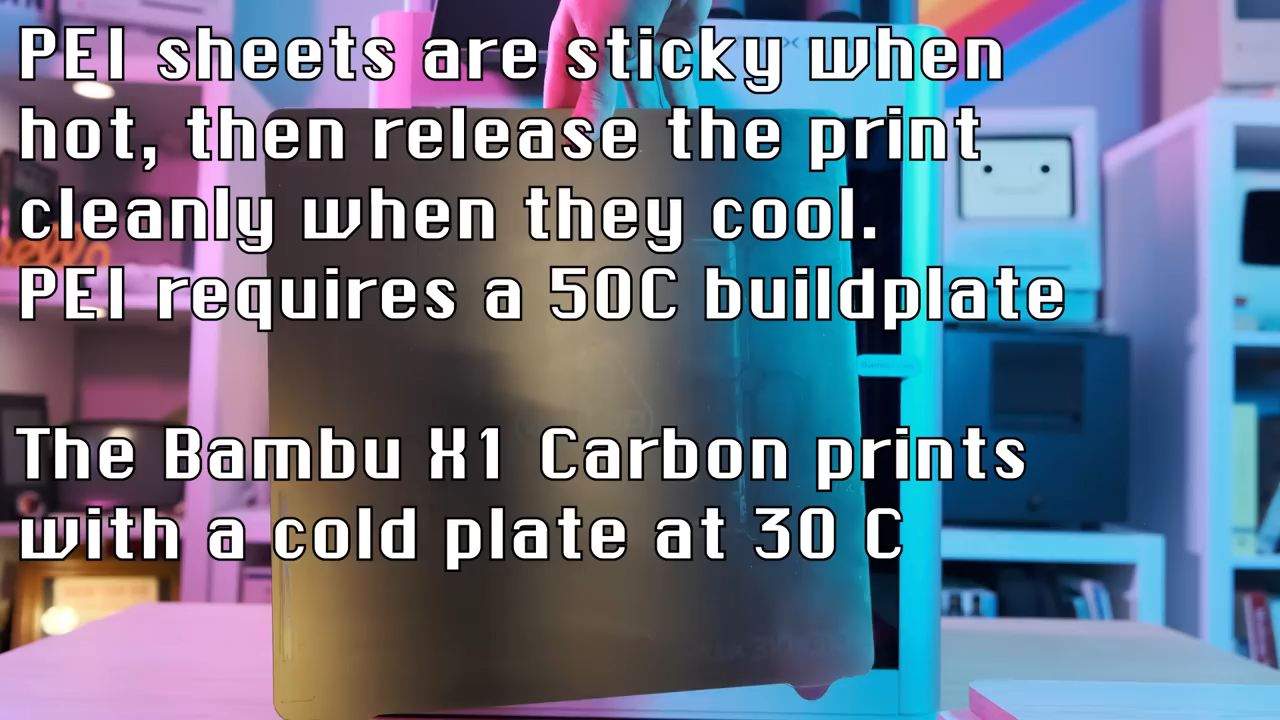 PEI sheets are sticky when
hot, then release the print
cleanly when they cool.
PEI requires a 50C buildplate
The Bambu X1 Carbon prints
with a cold plate at 30 C